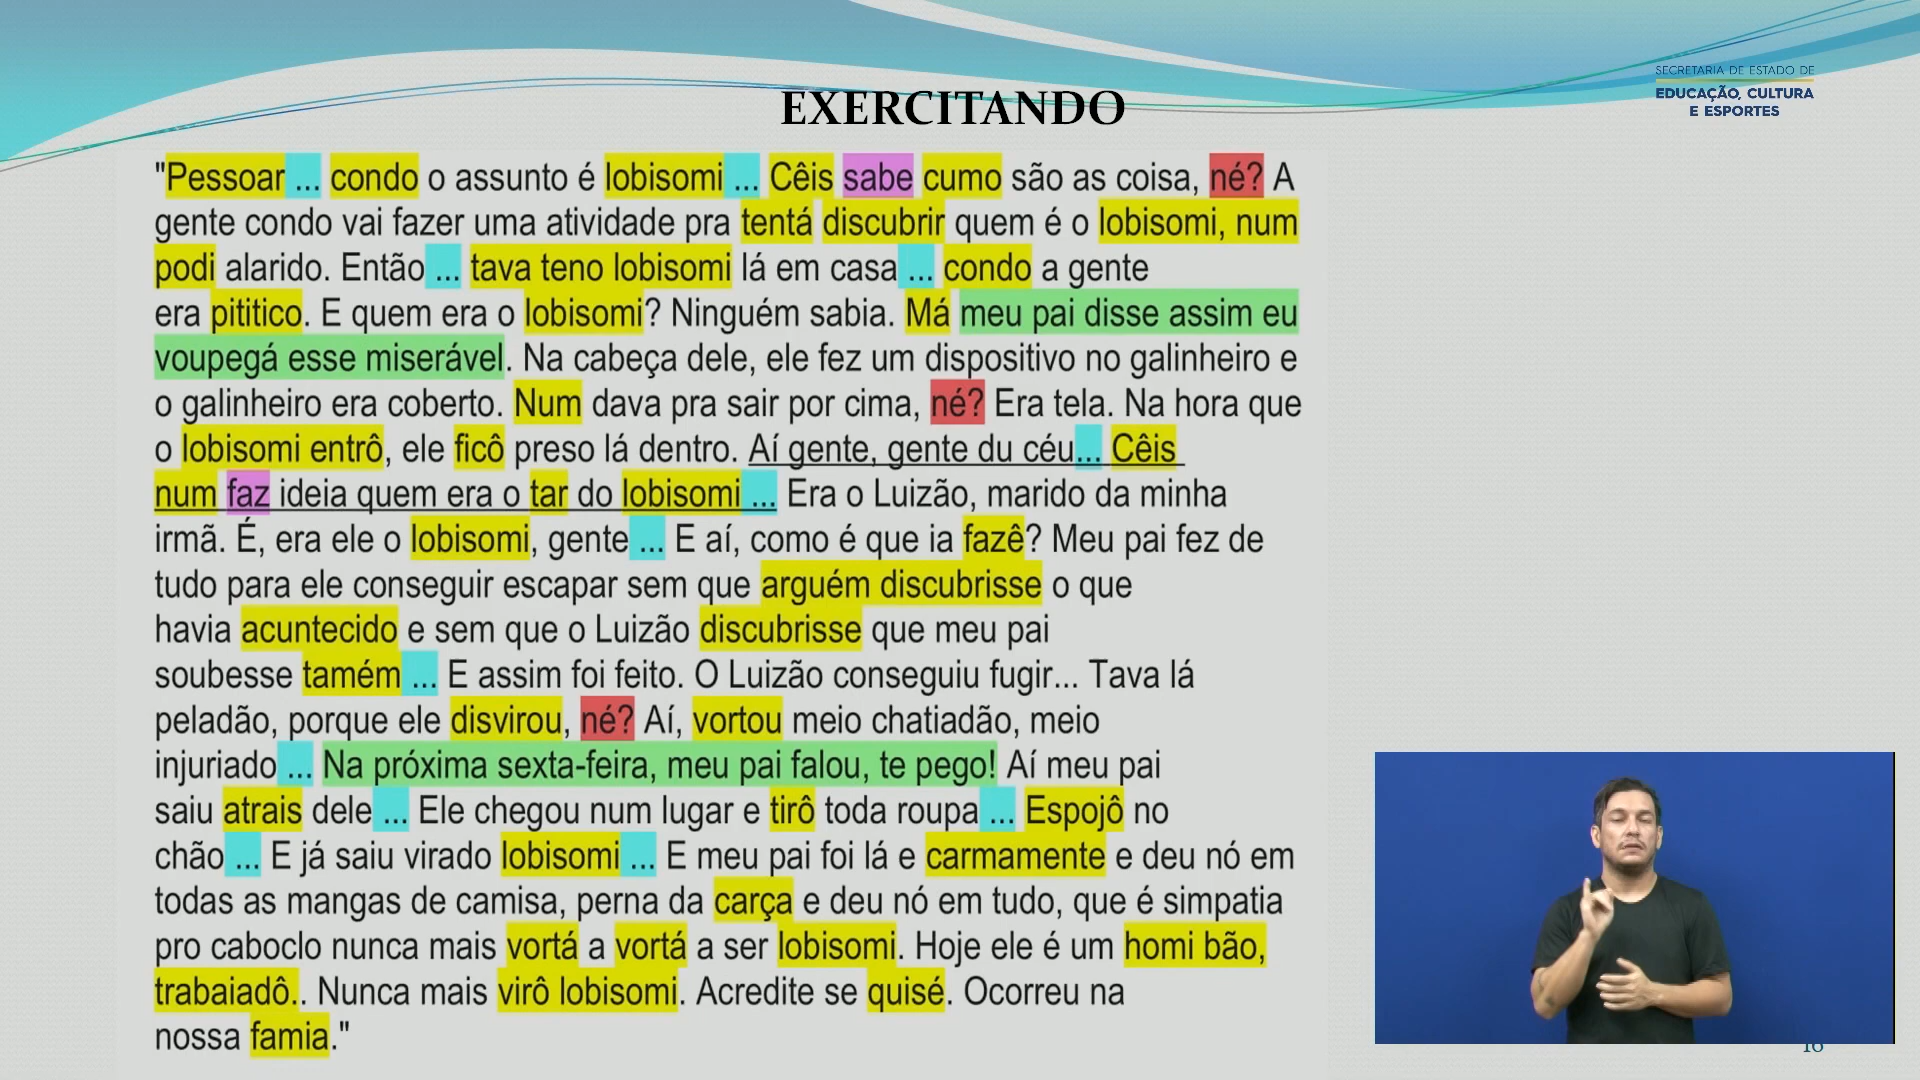 SECRETARIA DE ESTADO DE
EDUCAÇÃO, CULTURA
E ESPORTES
EXERCITANDO
"Pessoar ... condo o assunto é lobisomi ... Cêis sabe cumo são as coisa, né? A
gente condo vai fazer uma atividade pra tentá discubrir quem é o lobisomi, num
podi alarido. Então ... tava teno lobisomi lá em casa ... condo a gente
era pititico. E quem era o lobisomi? Ninguém sabia. Má meu pai disse assim eu
voupegá esse miserável. Na cabeça dele, ele fez um dispositivo no galinheiro e
o galinheiro era coberto. Num dava pra sair por cima, né? Era tela. Na hora que
o lobisomi entrô, ele ficô preso lá dentro. Aí gente, gente du céu... Cêis
num faz ideia quem era o tar do lobisomi ... Era o Luizão, marido da minha
irmã. É, era ele o lobisomi, gente ... E aí, como é que ia fazê? Meu pai fez de
tudo para ele conseguir escapar sem que arguém discubrisse o que
havia acuntecido e sem que o Luizão discubrisse que meu pai
soubesse tamém ... E assim foi feito. O Luizão conseguiu fugir... Tava lá
peladão, porque ele disvirou, né? Aí, vortou meio chatiadão, meio
injuriado ... Na próxima sexta-feira, meu pai falou, te pego! Aí meu pai
saiu atrais dele ... Ele chegou num lugar e tirô toda roupa ... Espojô no
chão ... E já saiu virado lobisomi ... E meu pai foi lá e carmamente e deu nó em
todas as mangas de camisa, perna da carça e deu nó em tudo, que é simpatia
pro caboclo nunca mais vortá a vortá a ser lobisomi. Hoje ele é um homi bão,
trabaiadô.. Nunca mais virô lobisomi. Acredite se quisé. Ocorreu na
nossa famia."